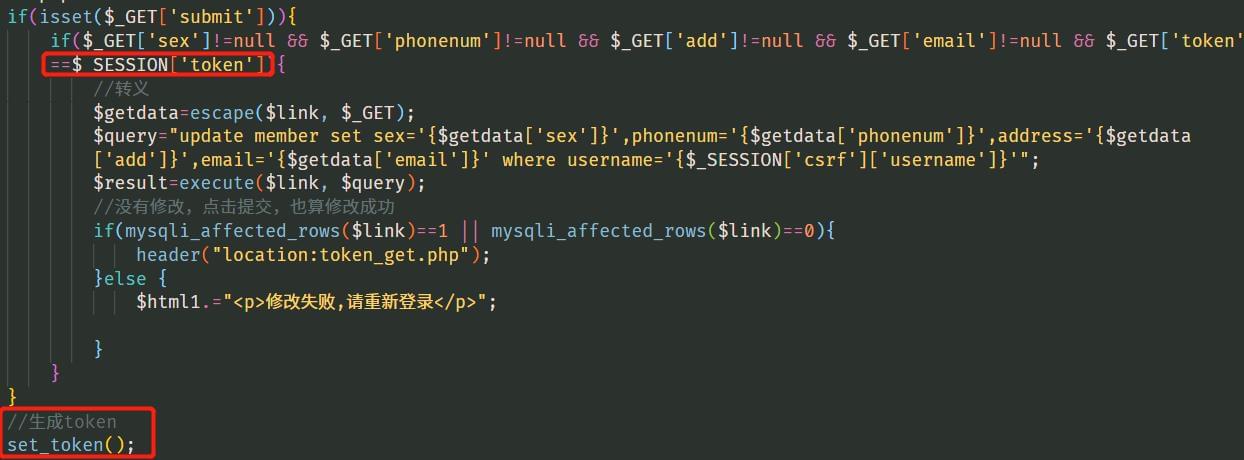 if(isset($_GET['submit'])){
if($_GET['sex']!=null && $_GET['phonenum']!=null && $_GET['add']!=null && $_GET['email']!=null && $_GET['token'
==$_SESSION['token']){
//转义
$getdata=escape($link, $_GET);
$query="update member set sex='{$getdata['sex']}',phonenum='{$getdata['phonenum']}',address='{$getdata
['add']}',email='{$getdata['email']}' where username='{$_SESSION['csrf']['username']}'";
$result=execute($link, $query);
//没有修改，点击提交，也算修改成功
if(mysqli_affected_rows($link)==1 || mysqli_affected_rows($link)==0){
header("location:token_get.php");
}else {
$html1.="<p>修改失败,请重新登录</p>";
}
}
}
//生成token
set_token();